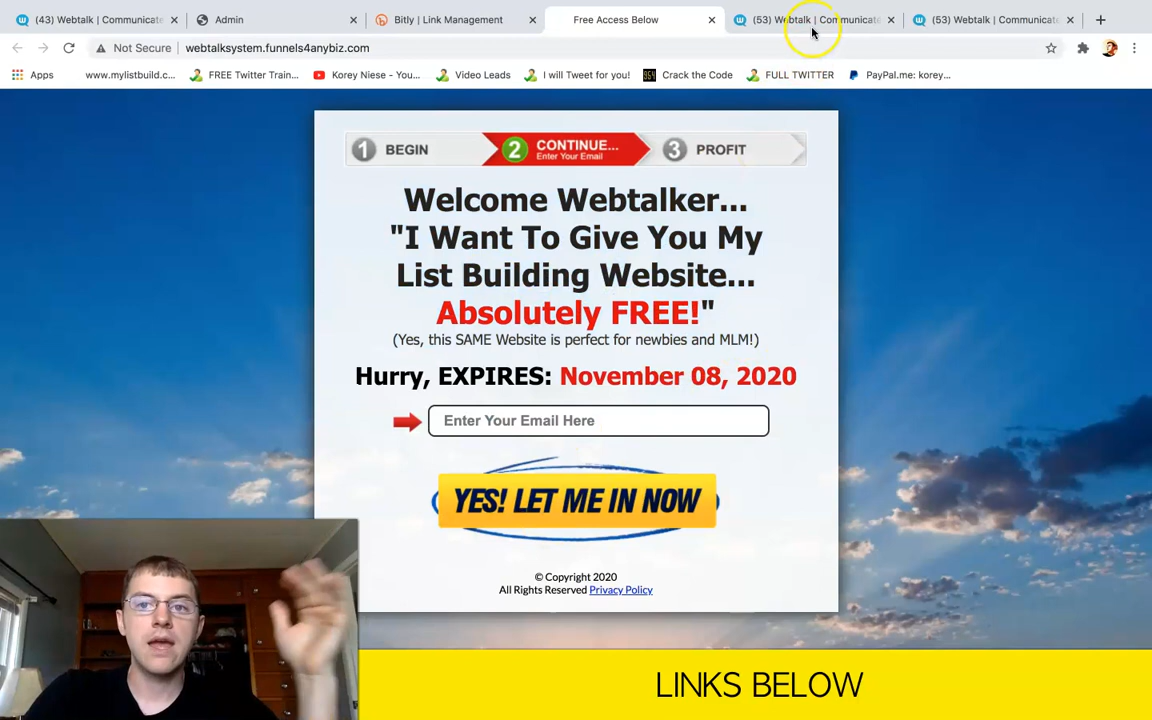 (43) Webtalk | Communicate
Admin
Bitly | Link Management
Free Access Below
(53) Webtalk | Communicate
(53) Webtalk | Communicate
Not Secure
webtalksystem.funnels4anybiz.com
Apps
www.mylistbuild.c...
FREE Twitter Train...
Korey Niese - You...
Video Leads
I will Tweet for you!
Crack the Code
FULL TWITTER
PayPal.me: korey...
1 BEGIN
2 CONTINUE...
Enter Your Email
3 PROFIT
Welcome Webtalker...
"I Want To Give You My
List Building Website...
Absolutely FREE!"
(Yes, this SAME Website is perfect for newbies and MLM!)
Hurry, EXPIRES: November 08, 2020
Enter Your Email Here
YES! LET ME IN NOW
© Copyright 2020
All Rights Reserved Privacy Policy
LINKS BELOW